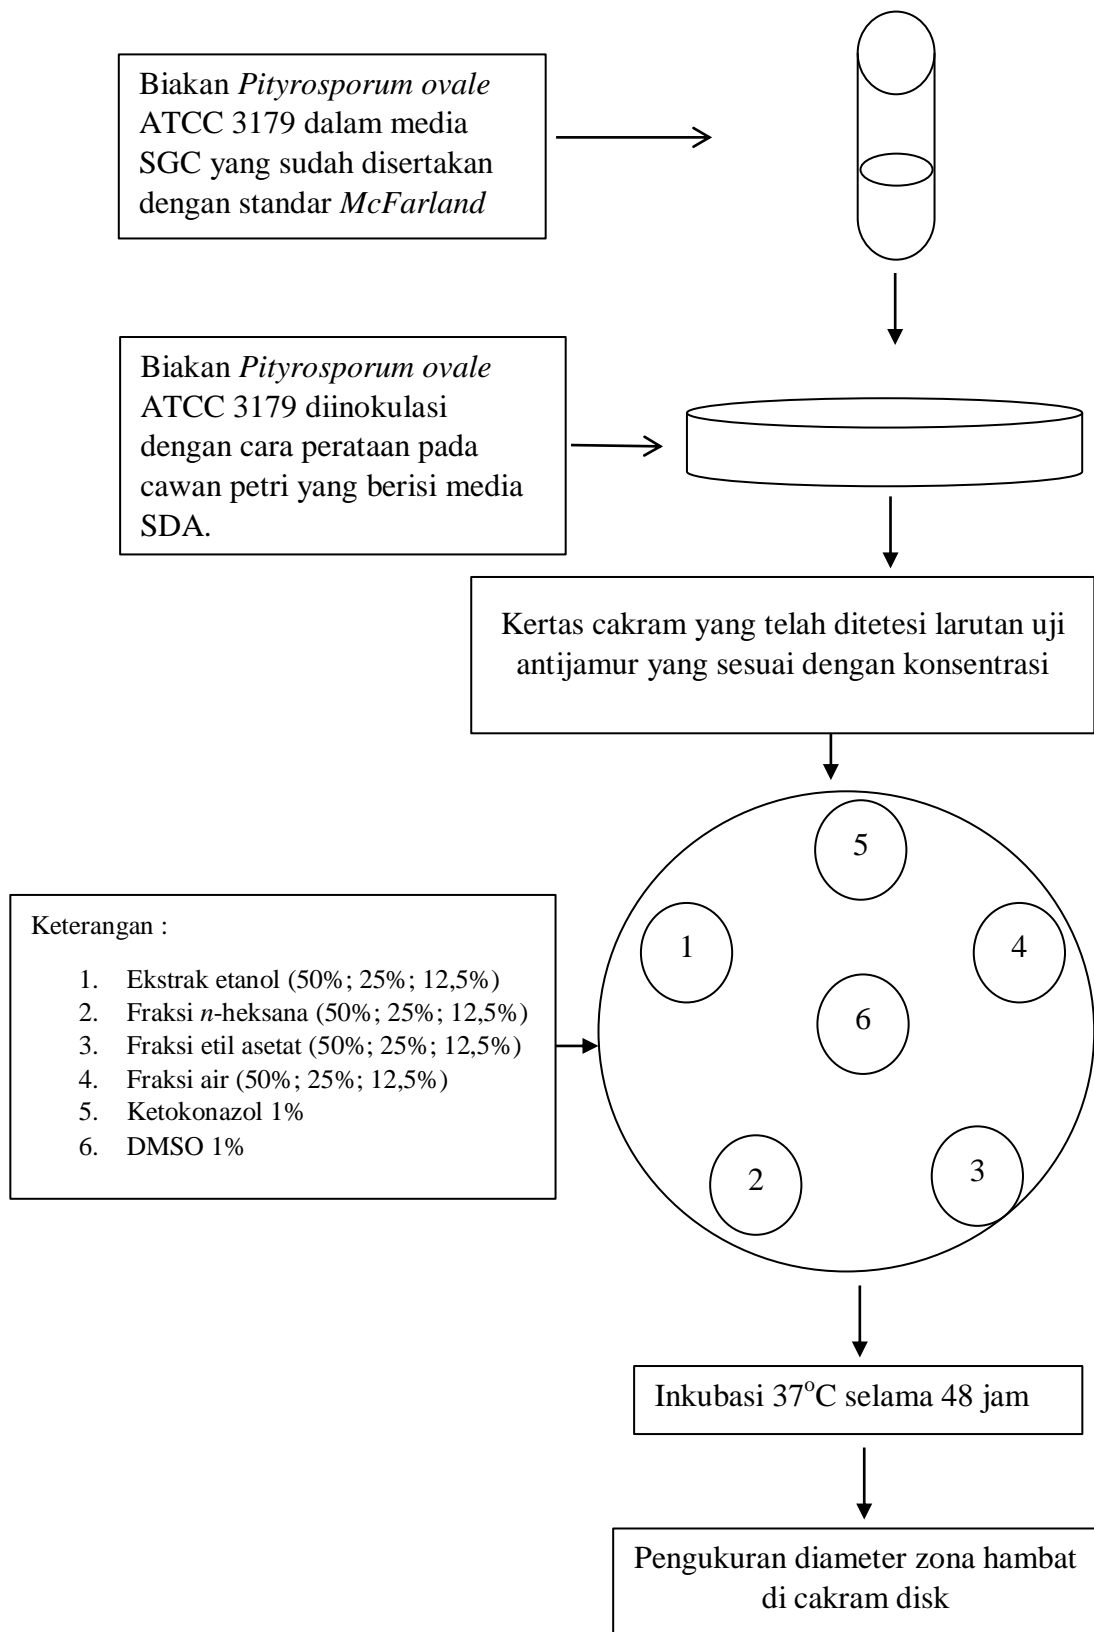 Biakan Pityrosporum ovale
ATCC 3179 dalam media
SGC yang sudah disertakan
dengan standar McFarland
Biakan Pityrosporum ovale
ATCC 3179 diinokulasi
dengan cara perataan pada
cawan petri yang berisi media
SDA.
Kertas cakram yang telah ditetesi larutan uji
antijamur yang sesuai dengan konsentrasi
5
1
4
6
2
3
Keterangan :
1. Ekstrak etanol (50%; 25%; 12,5%)
2. Fraksi n-heksana (50%; 25%; 12,5%)
3. Fraksi etil asetat (50%; 25%; 12,5%)
4. Fraksi air (50%; 25%; 12,5%)
5. Ketokonazol 1%
6. DMSO 1%
Inkubasi 37°C selama 48 jam
Pengukuran diameter zona hambat
di cakram disk